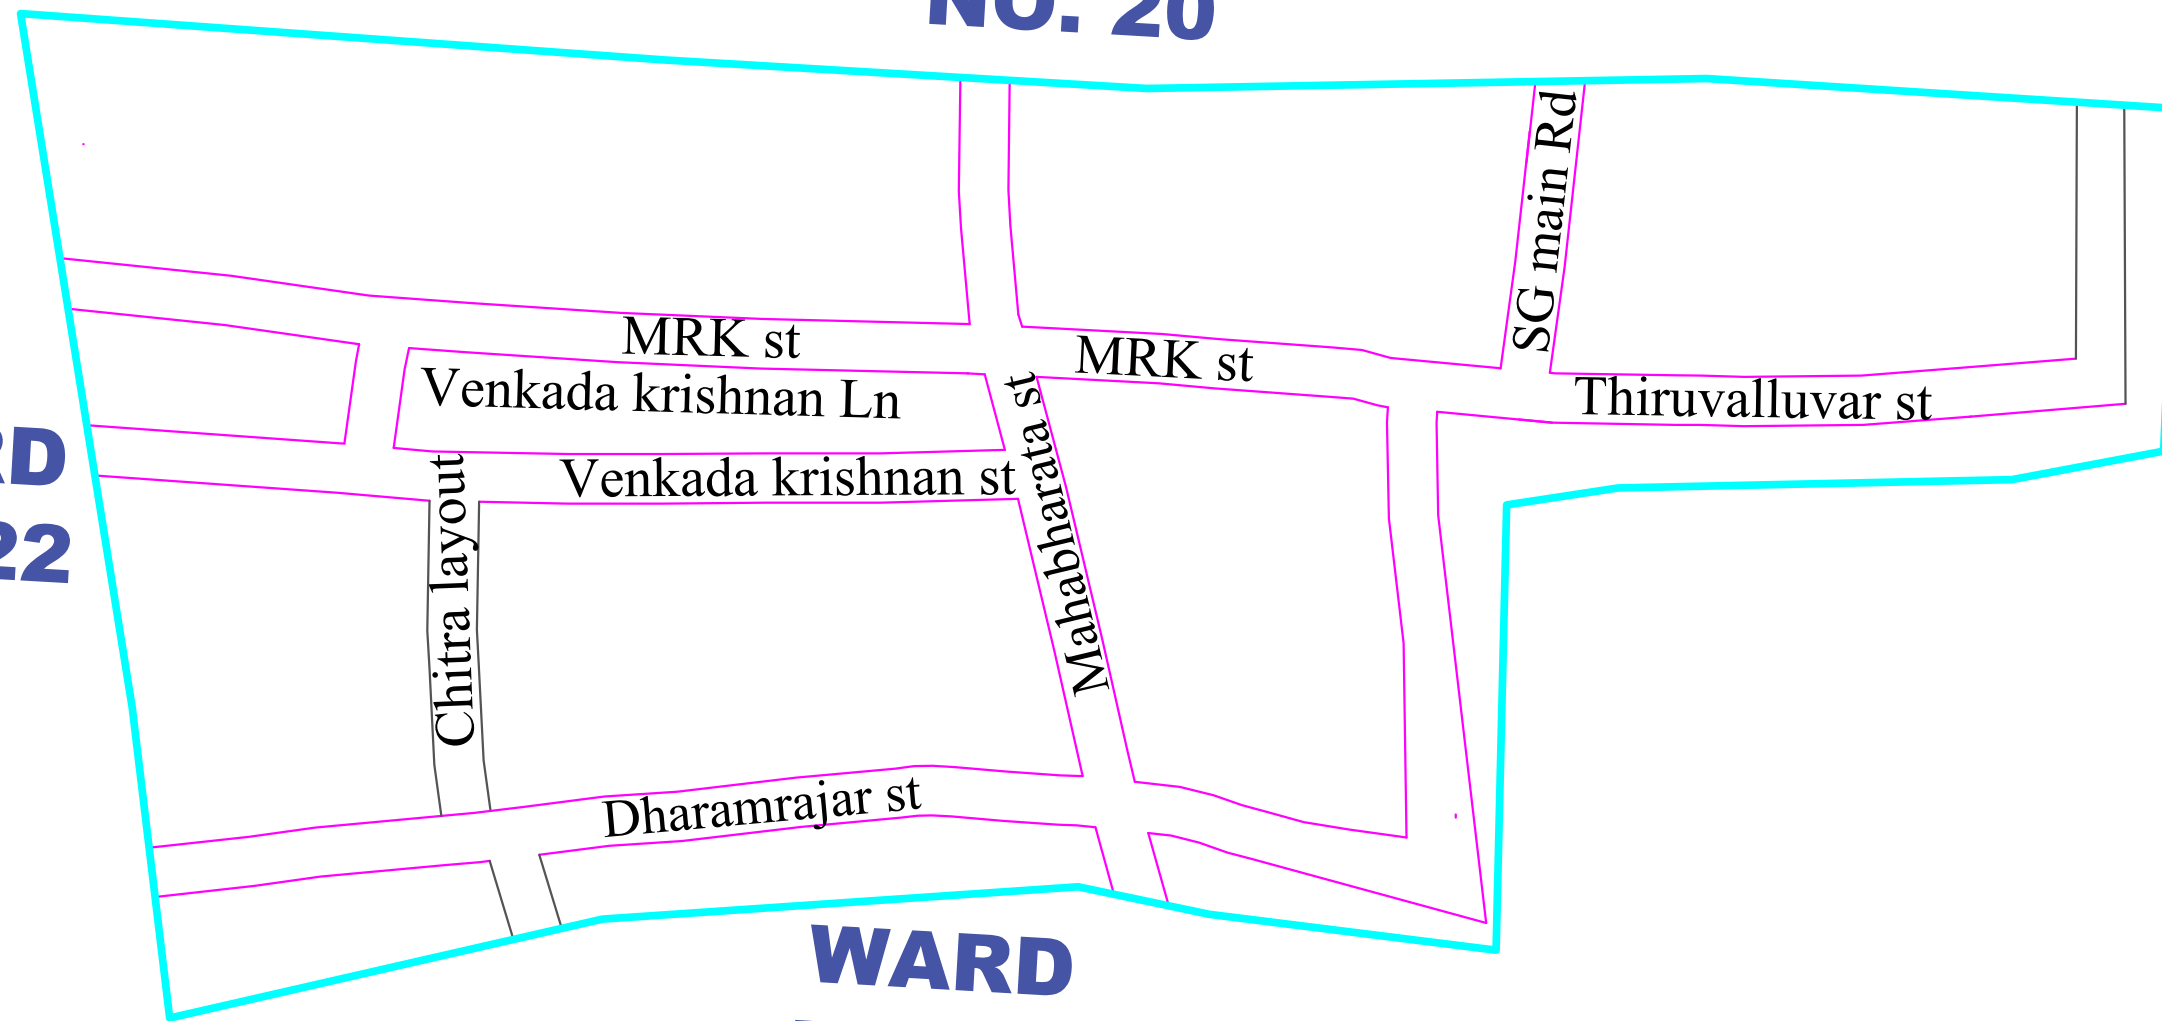 NO. 20
SG main Rd
MRK st
MRK st
Venkada krishnan Ln
Thiruvalluvar st
Mahabharata st
Venkada krishnan st
RD
22
Chitra layout
Dharamrajar st
WARD